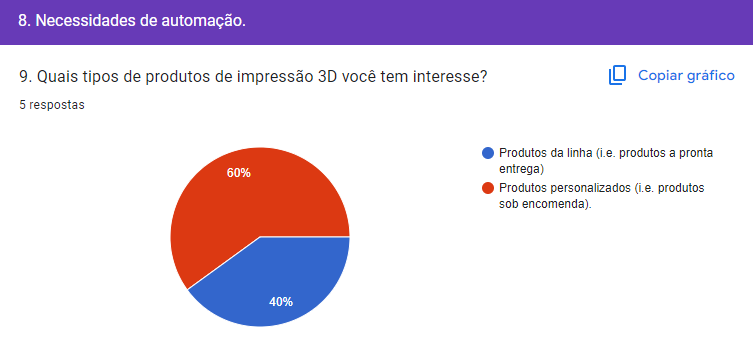 8. Necessidades de automação.
9. Quais tipos de produtos de impressão 3D você tem interesse?
Copiar gráfico
5 respostas
60%
40%
Produtos da linha (i.e. produtos a pronta
entrega)
Produtos personalizados (i.e. produtos
sob encomenda).